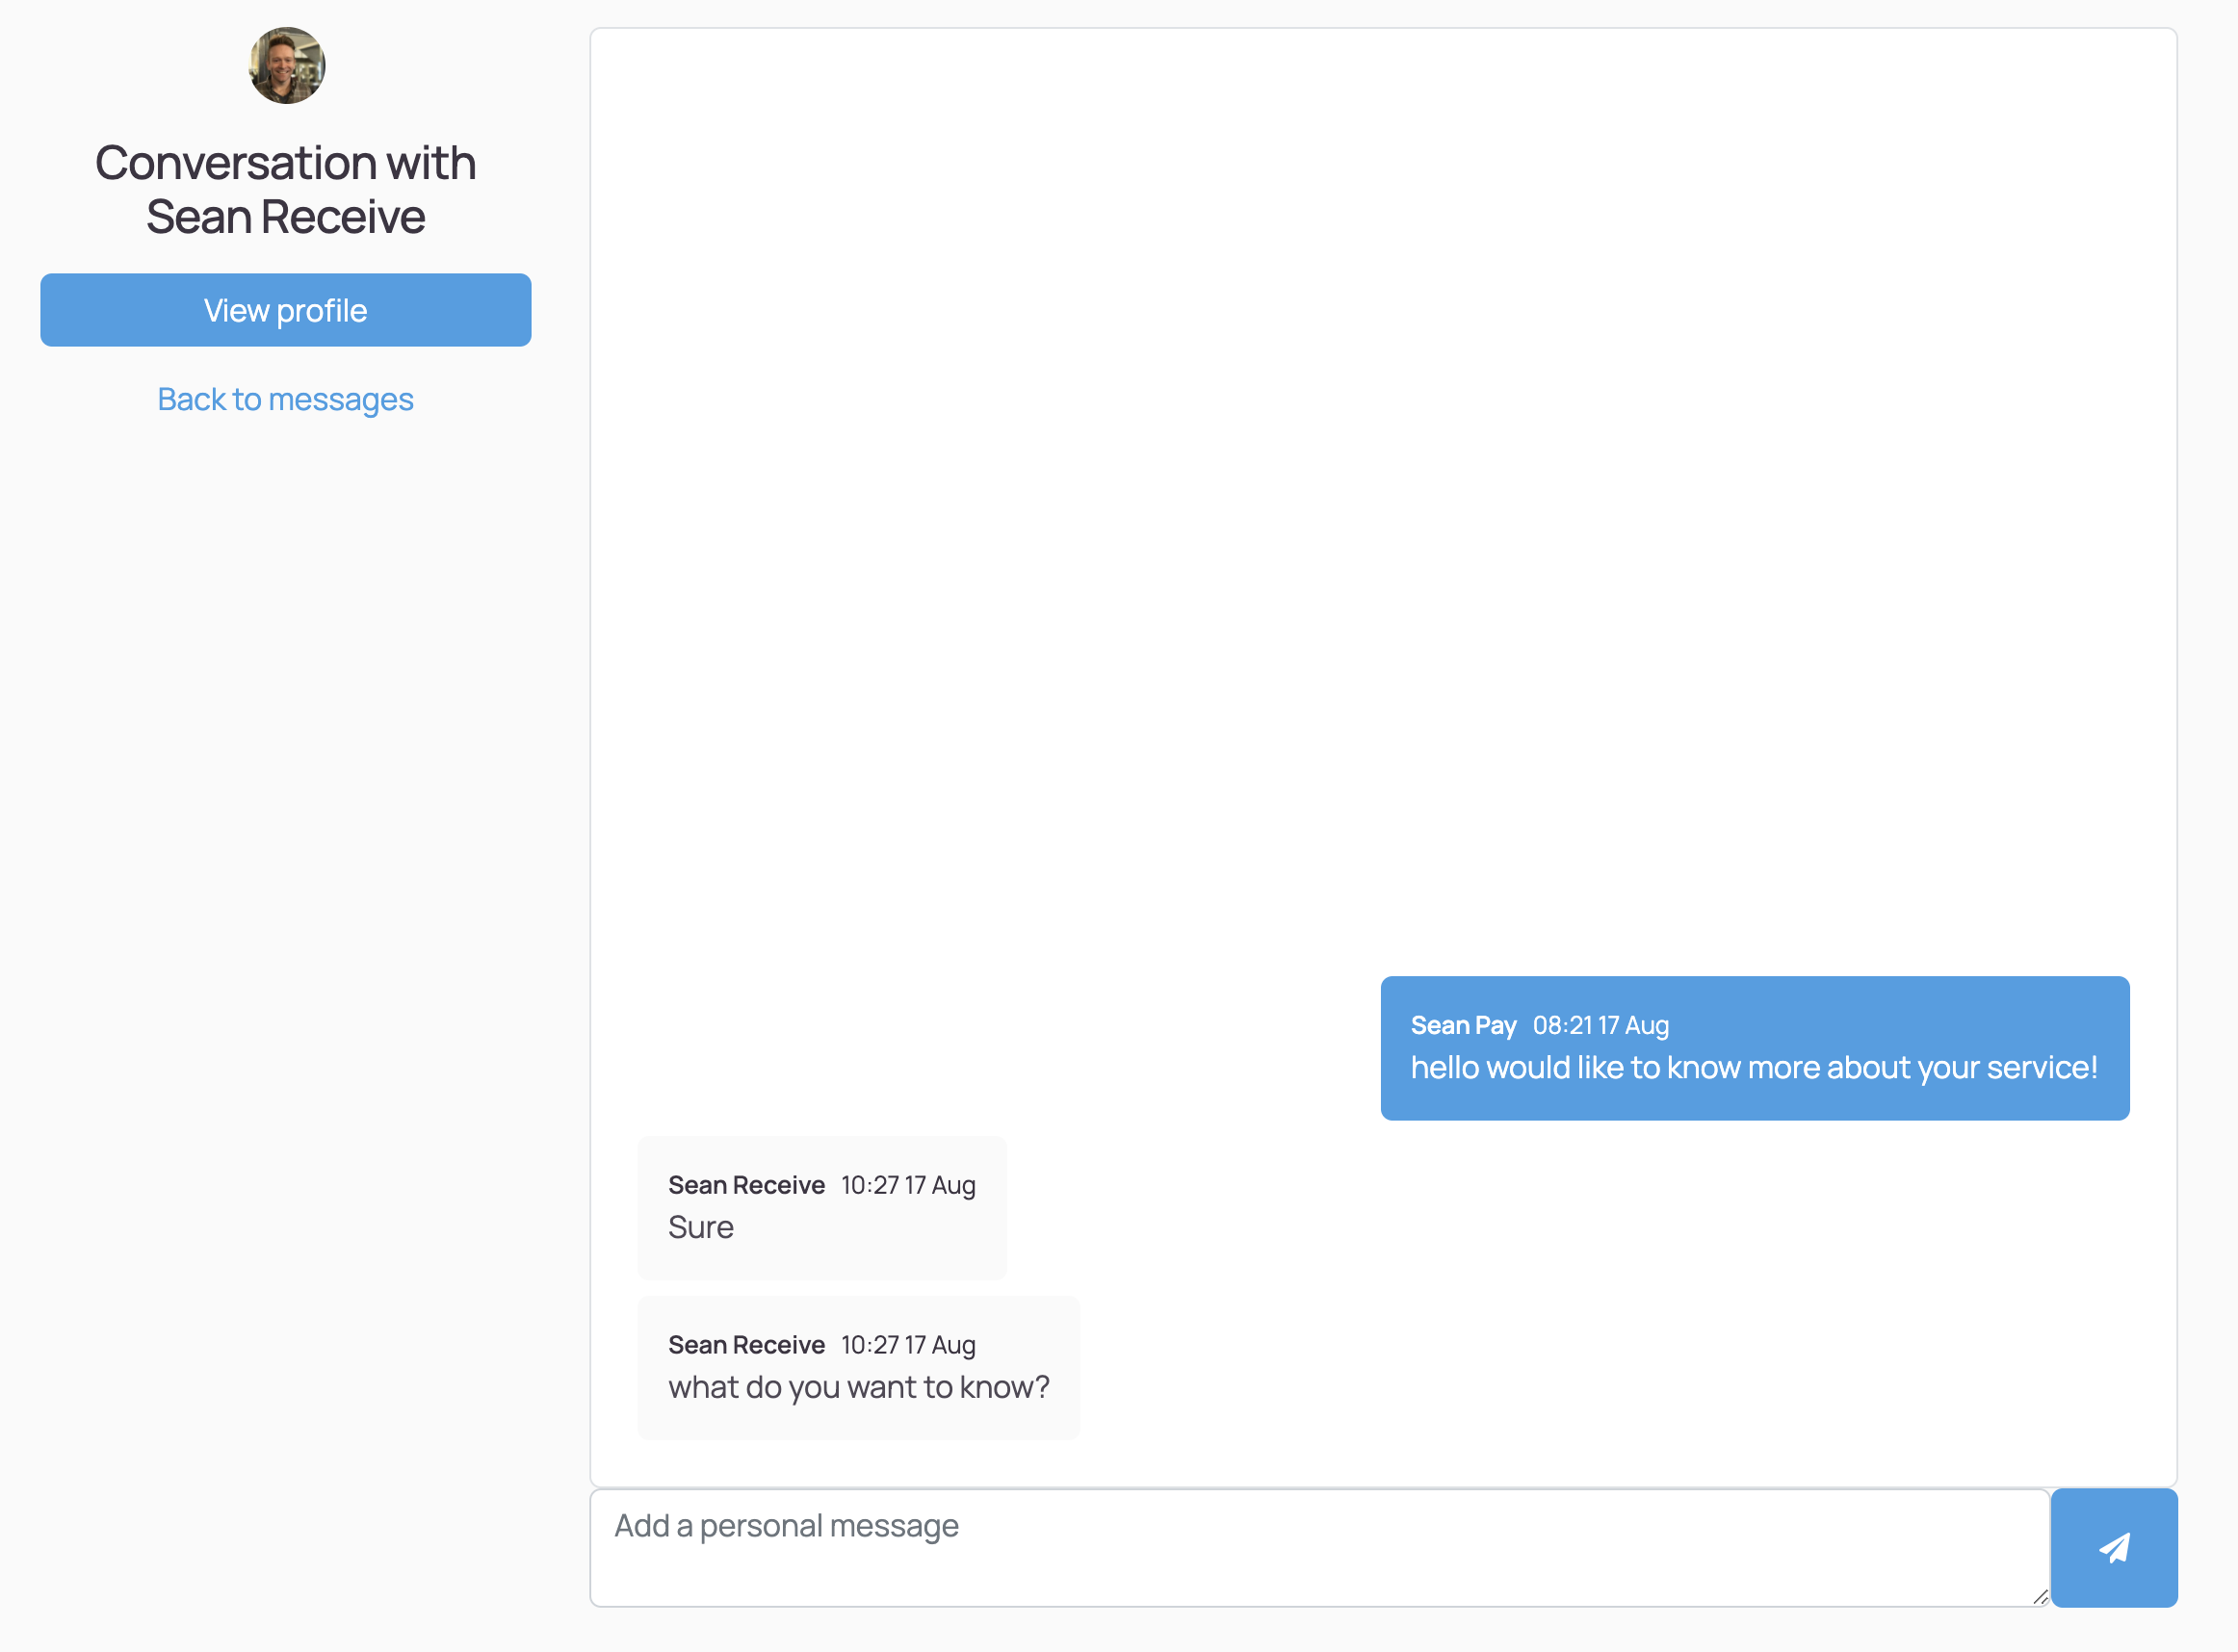 Conversation with
Sean Receive
View profile
Back to messages
Sean Pay 08:21 17 Aug
hello would like to know more about your service!
Sean Receive 10:27 17 Aug
Sure
Sean Receive 10:27 17 Aug
what do you want to know?
Add a personal message